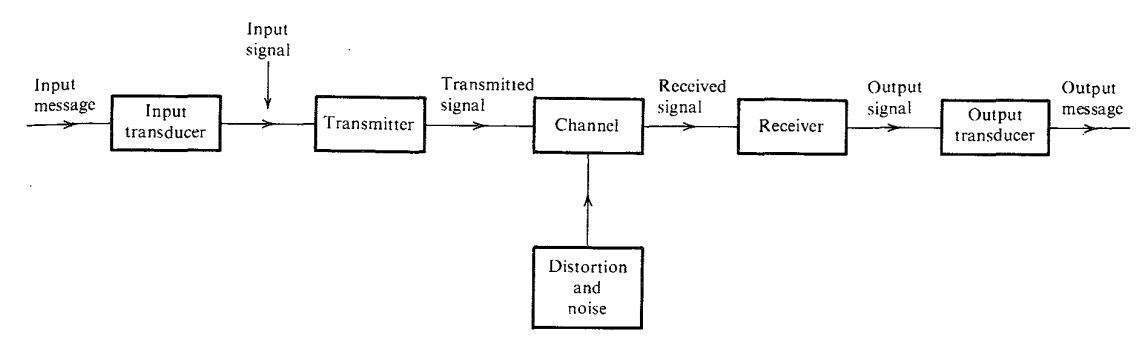 Input
signal
Input
message
Input
transducer
Transmitter
Transmitted
signal
Channel
Received
signal
Receiver
Output
signal
Output
transducer
Output
message
Distortion
and
noise